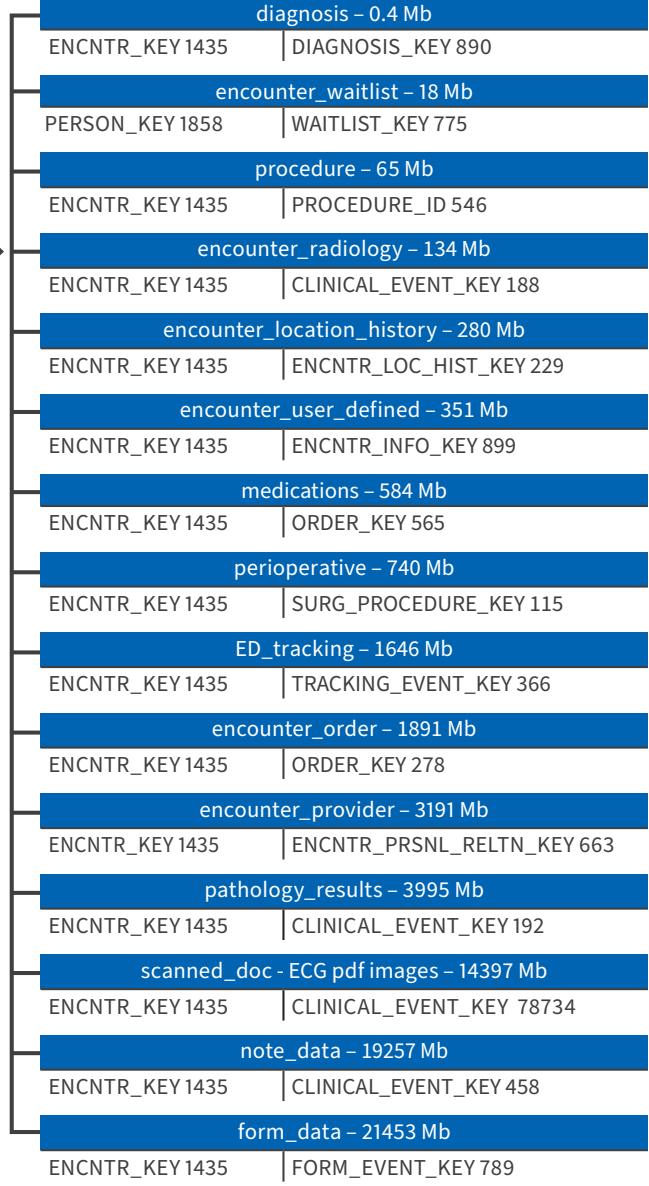 diagnosis – 0.4 Mb
ENCNTR_KEY 1435 DIAGNOSIS_KEY 890
encounter_waitlist – 18 Mb
PERSON_KEY 1858 WAITLIST_KEY 775
procedure – 65 Mb
ENCNTR_KEY 1435 PROCEDURE_ID 546
encounter_radiology – 134 Mb
ENCNTR_KEY 1435 CLINICAL_EVENT_KEY 188
encounter_location_history – 280 Mb
ENCNTR_KEY 1435 ENCNTR_LOC_HIST_KEY 229
encounter_user_defined – 351 Mb
ENCNTR_KEY 1435 ENCNTR_INFO_KEY 899
medications – 584 Mb
ENCNTR_KEY 1435 ORDER_KEY 565
perioperative – 740 Mb
ENCNTR_KEY 1435 SURG_PROCEDURE_KEY 115
ED_tracking – 1646 Mb
ENCNTR_KEY 1435 TRACKING_EVENT_KEY 366
encounter_order – 1891 Mb
ENCNTR_KEY 1435 ORDER_KEY 278
encounter_provider – 3191 Mb
ENCNTR_KEY 1435 ENCNTR_PRSNL_RELTN_KEY 663
pathology_results – 3995 Mb
ENCNTR_KEY 1435 CLINICAL_EVENT_KEY 192
scanned_doc - ECG pdf images – 14397 Mb
ENCNTR_KEY 1435 CLINICAL_EVENT_KEY 78734
note_data – 19257 Mb
ENCNTR_KEY 1435 CLINICAL_EVENT_KEY 458
form_data – 21453 Mb
ENCNTR_KEY 1435 FORM_EVENT_KEY 789